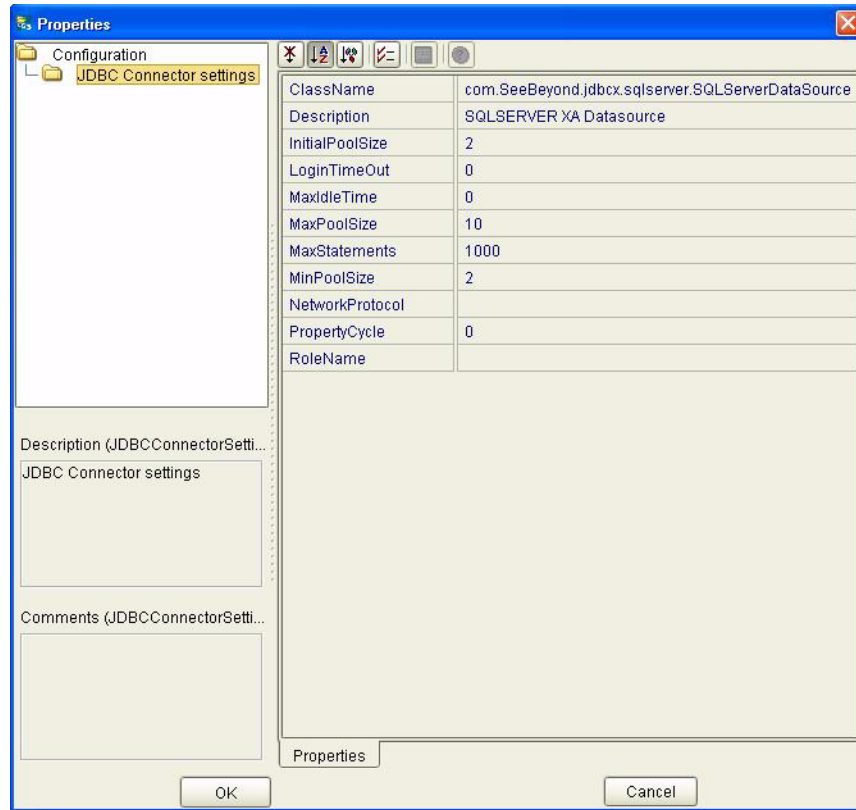 Properties
Configuration
JDBC Connector settings
ClassName com.SeeBeyond.jdbcx.sqlserver.SQLServerDataSource
Description SQLSERVER XA Datasource
InitialPoolSize 2
LoginTimeOut 0
MaxIdleTime 0
MaxPoolSize 10
MaxStatements 1000
MinPoolSize 2
NetworkProtocol
PropertyCycle 0
RoleName
Description (JDBCConnectorSetti...
JDBC Connector settings
Comments (JDBCConnectorSetti...
Properties
OK Cancel